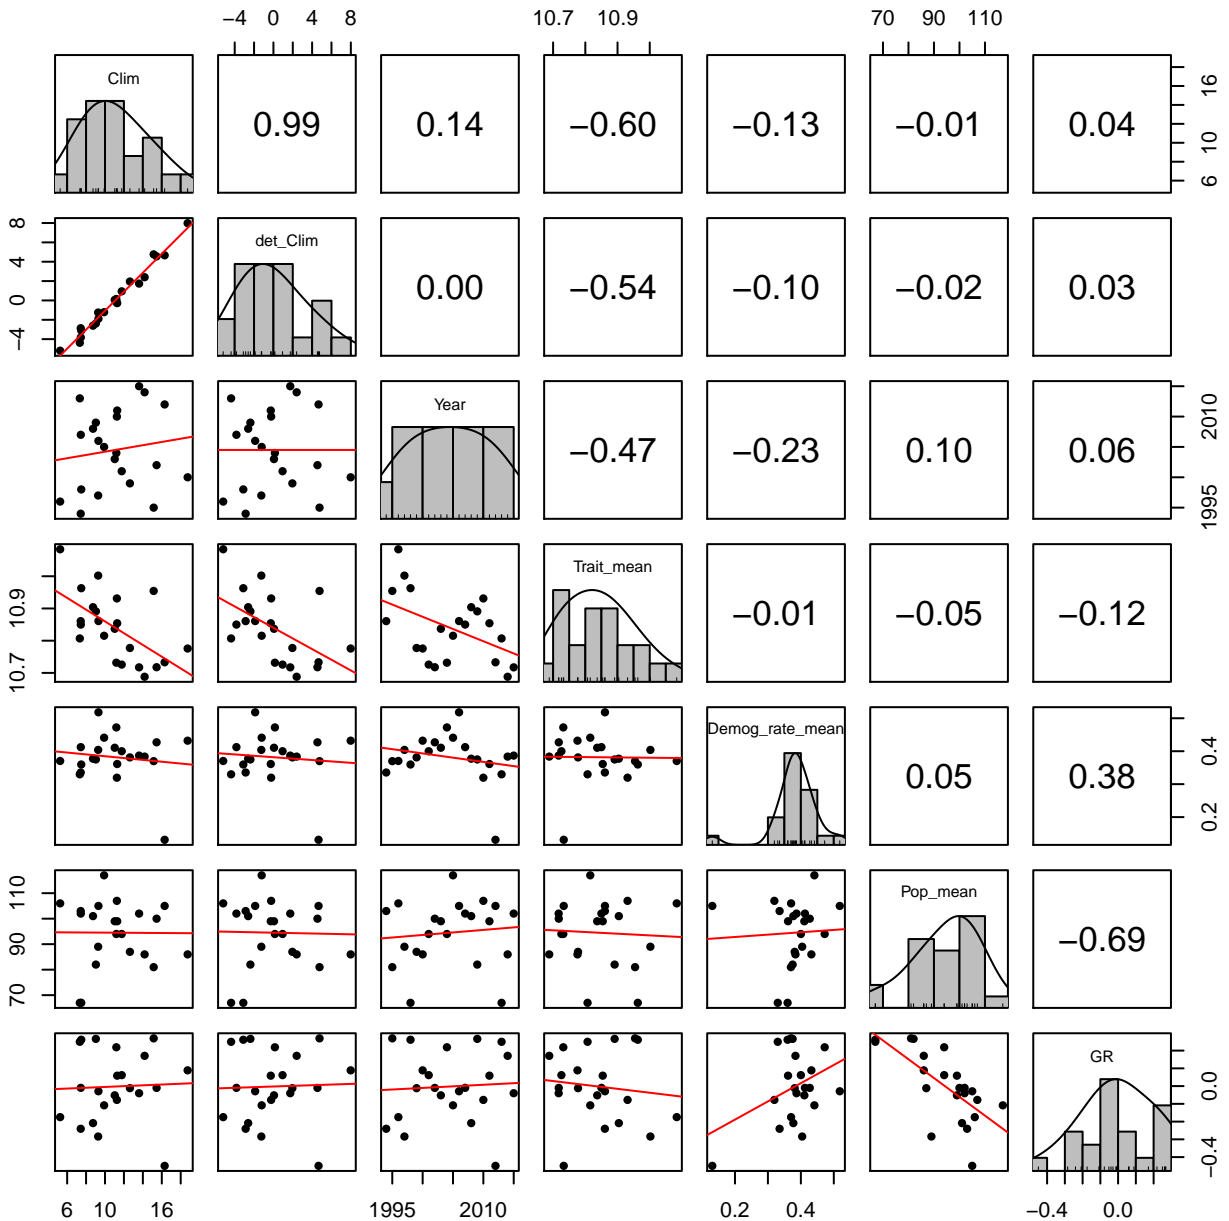 −4 0 4 8 10.7 10.9 70 90 110
Clim 0.99 0.14 −0.60 −0.13 −0.01 0.04 6 10 16
−4 0 4 8 det_Clim 0.00 −0.54 −0.10 −0.02 0.03
Year −0.47 −0.23 0.10 0.06 1995 2010
10.7 10.9 Trait_mean −0.01 −0.05 −0.12
Demog_rate_mean 0.05 0.38 0.2 0.4
70 90 110 Pop_mean −0.69
GR −0.4 0.0
6 10 16 1995 2010 0.2 0.4 −0.4 0.0